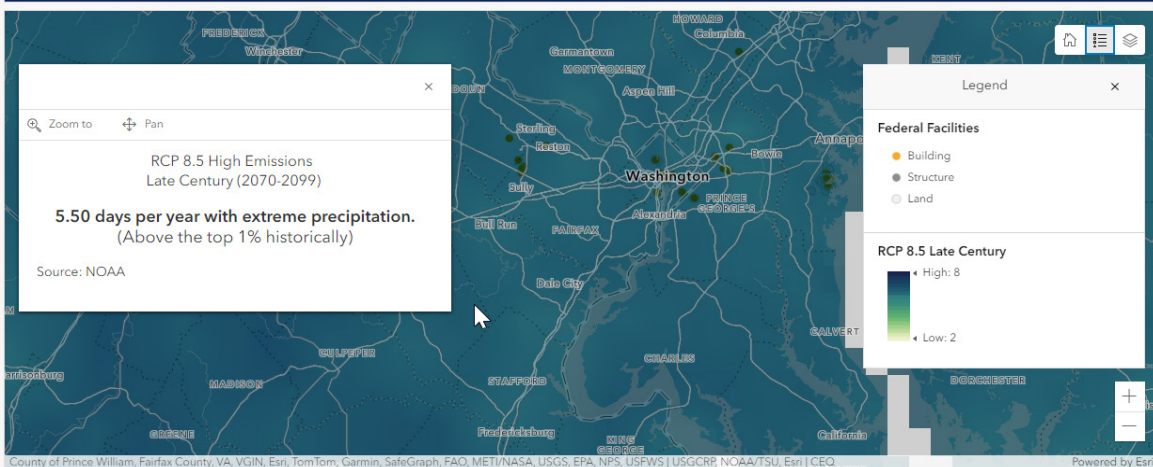 HOWARD
Columbia
FREDERICK
Winchester
Germantown
MONTGOMERY
KENT
Legend
Zoom to
Pan
Aspen Hill
Federal Facilities
Building
Structure
Land
Sterling
Reston
Bowie
Annapo
RCP 8.5 High Emissions
Late Century (2070-2099)
Washington
Sully
PRINCE
GEORGE'S
Alexandria
5.50 days per year with extreme precipitation.
(Above the top 1% historically)
Bull Run
FAIRFAX
Source: NOAA
RCP 8.5 Late Century
High: 8
Low: 2
Dale City
CALVERT
CULPEPER
CHARLES
arrisonburg
MADISON
STAFFORD
DORCHESTER
GREENE
Fredericksburg
KING
GEORGE
California
County of Prince William, Fairfax County, VA, VGIN, Esri, TomTom, Garmin, SafeGraph, FAO, METI/NASA, USGS, EPA, NPS, USFWS | USGCRP, NOAA/TSU, Esri | CEQ
Powered by Esri